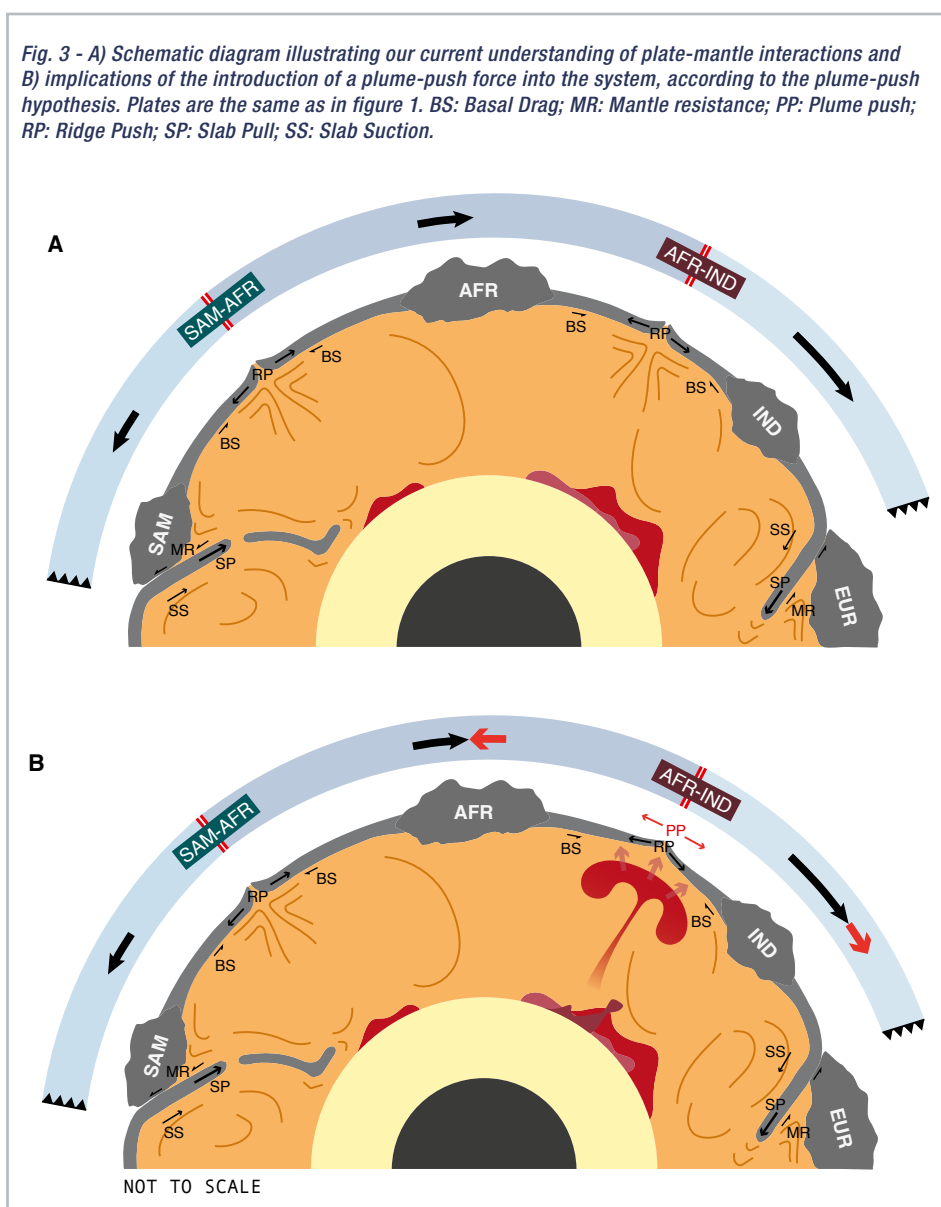 Fig. 3 - A) Schematic diagram illustrating our current understanding of plate-mantle interactions and
B) implications of the introduction of a plume-push force into the system, according to the plume-push
hypothesis. Plates are the same as in figure 1. BS: Basal Drag; MR: Mantle resistance; PP: Plume push;
RP: Ridge Push; SP: Slab Pull; SS: Slab Suction.
A
SAM-AFR
AFR-IND
AFR
BS
RP
BS
RP
BS
BS
IND
SAM
MR
SP
SS
SS
SP
MR
EUR
B
SAM-AFR
AFR-IND
AFR
PP
BS
RP
BS
RP
BS
BS
IND
SAM
MR
SP
SS
SS
SP
MR
EUR
NOT TO SCALE